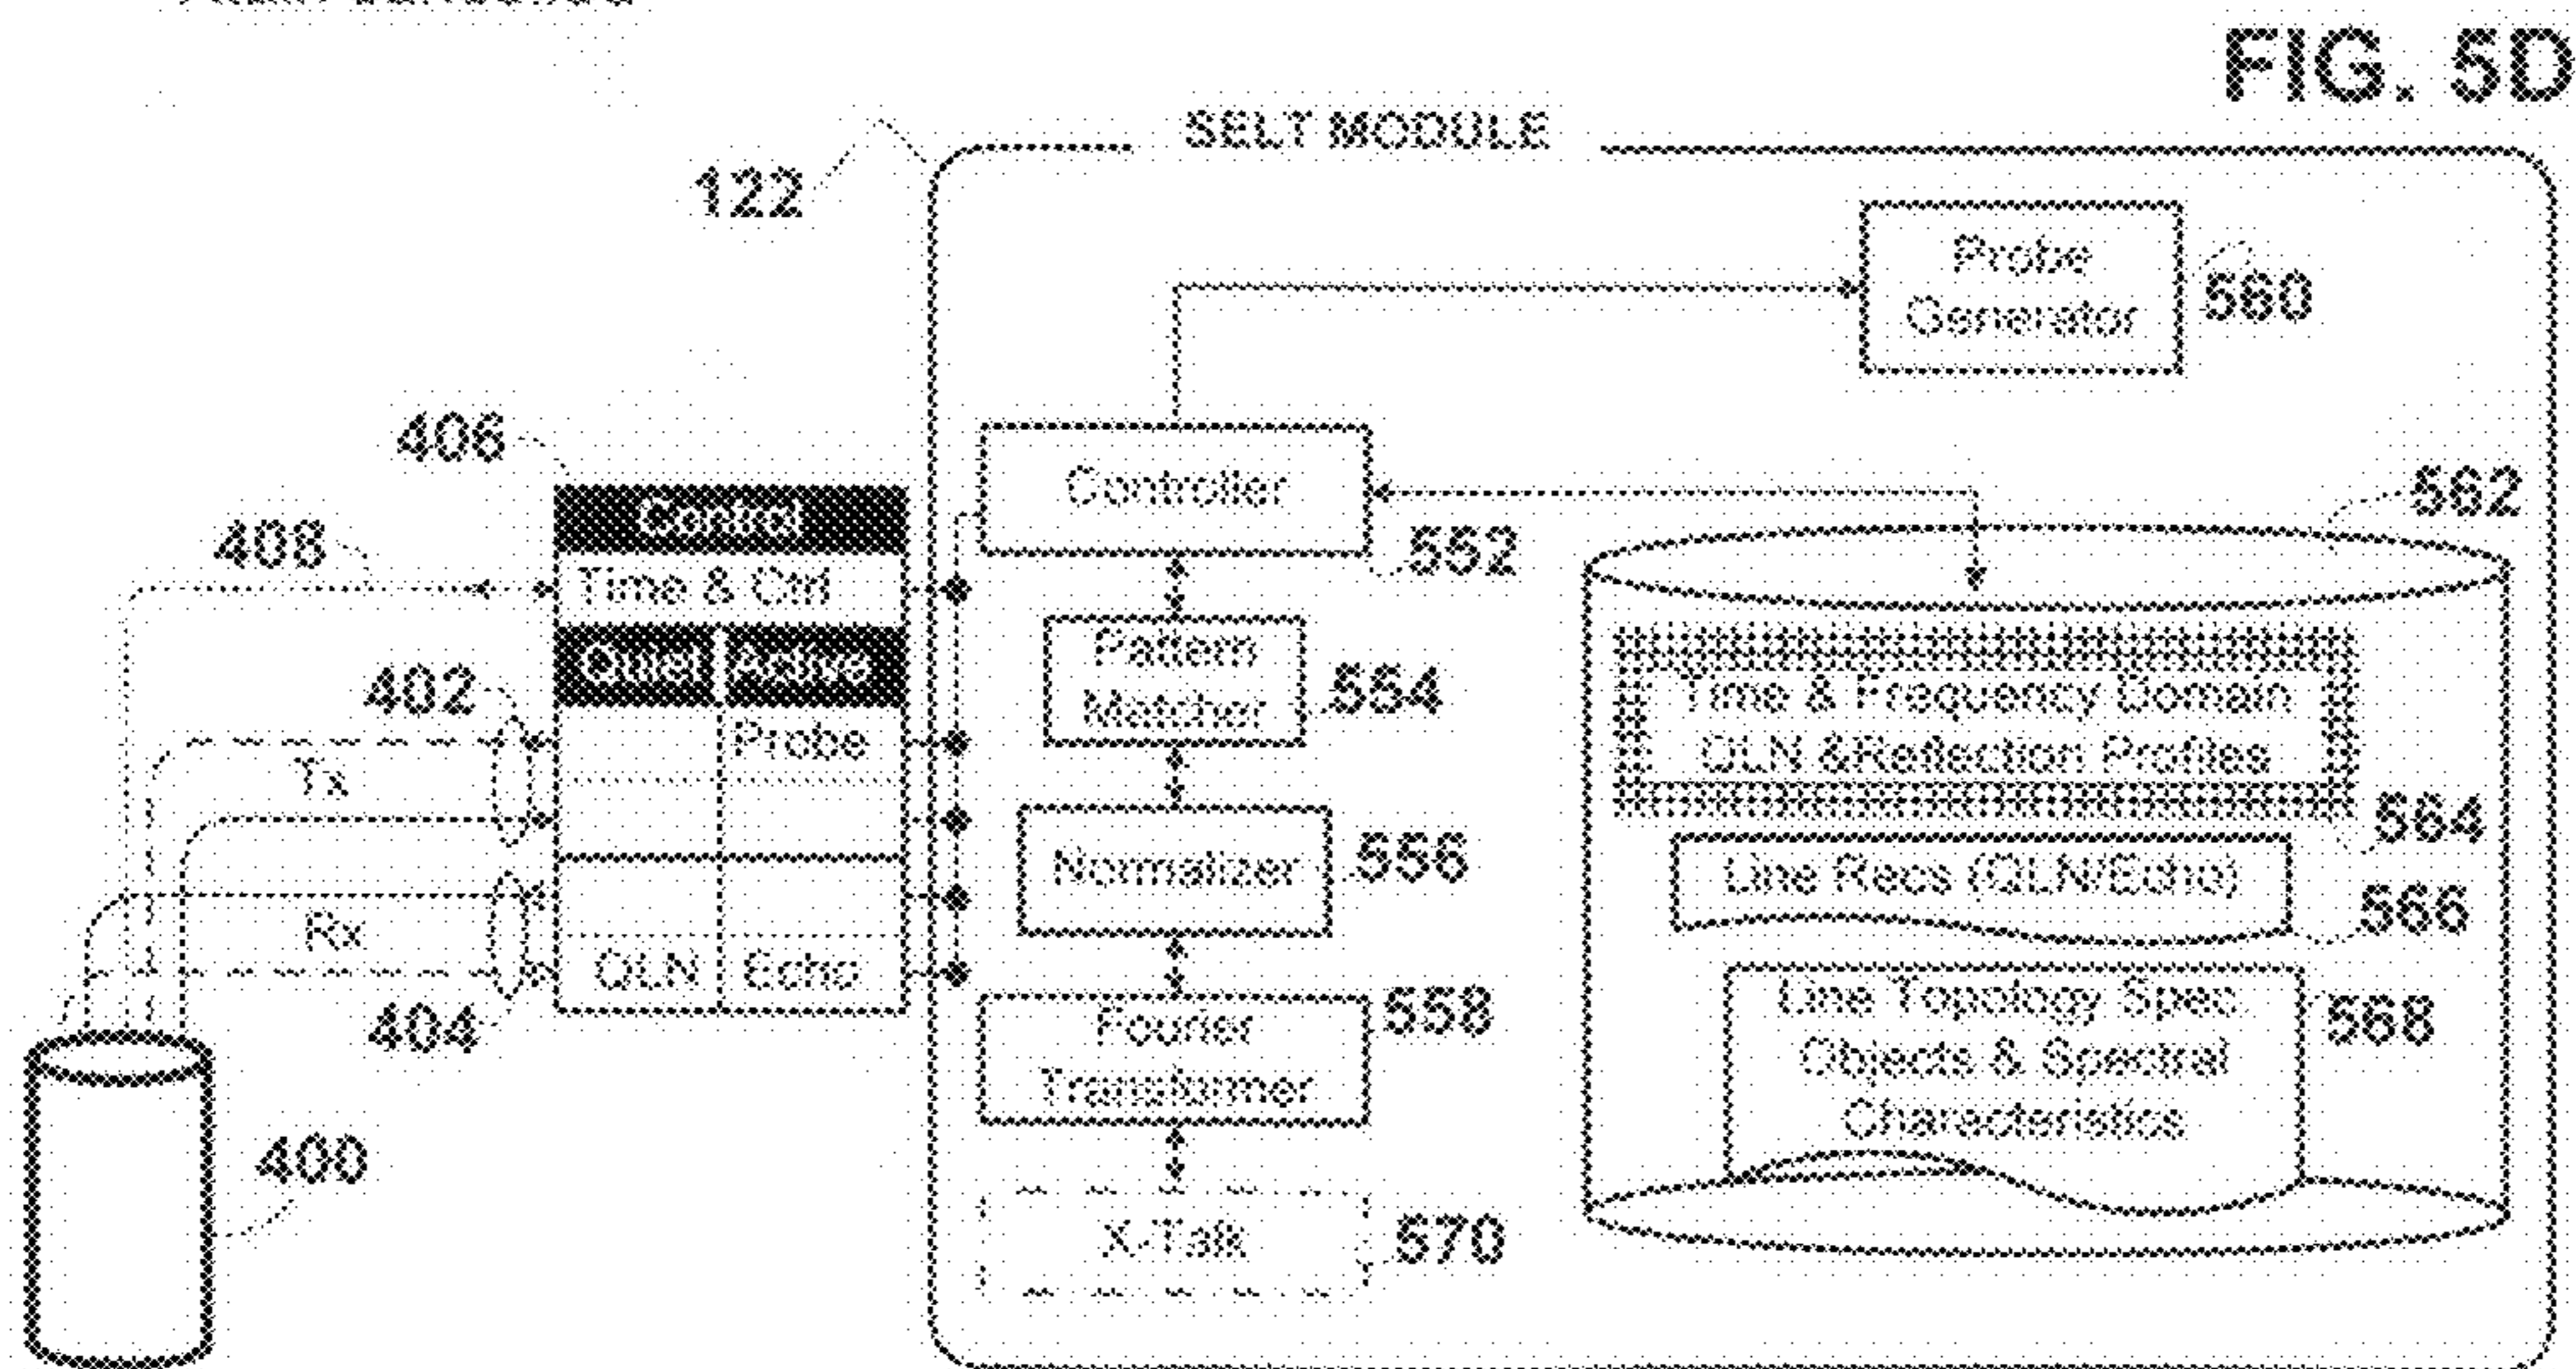 FIG. 5D
SELT MODULE
122
Probe
Generator
560
406
Controller
552
562
408
Control
Time & Ctrl
Quiet Active
402
Pattern
Matcher
554
Time & Frequency Domain
QLN &Reflection Profiles
564
Probe
Tx
Normalizer
556
Line Recs (QLN/Echo)
566
Rx
QLN Echo
404
Fourier
Transformer
558
Line Topology Spec
Objects & Spectral
Characteristics
568
400
X-Talk
570